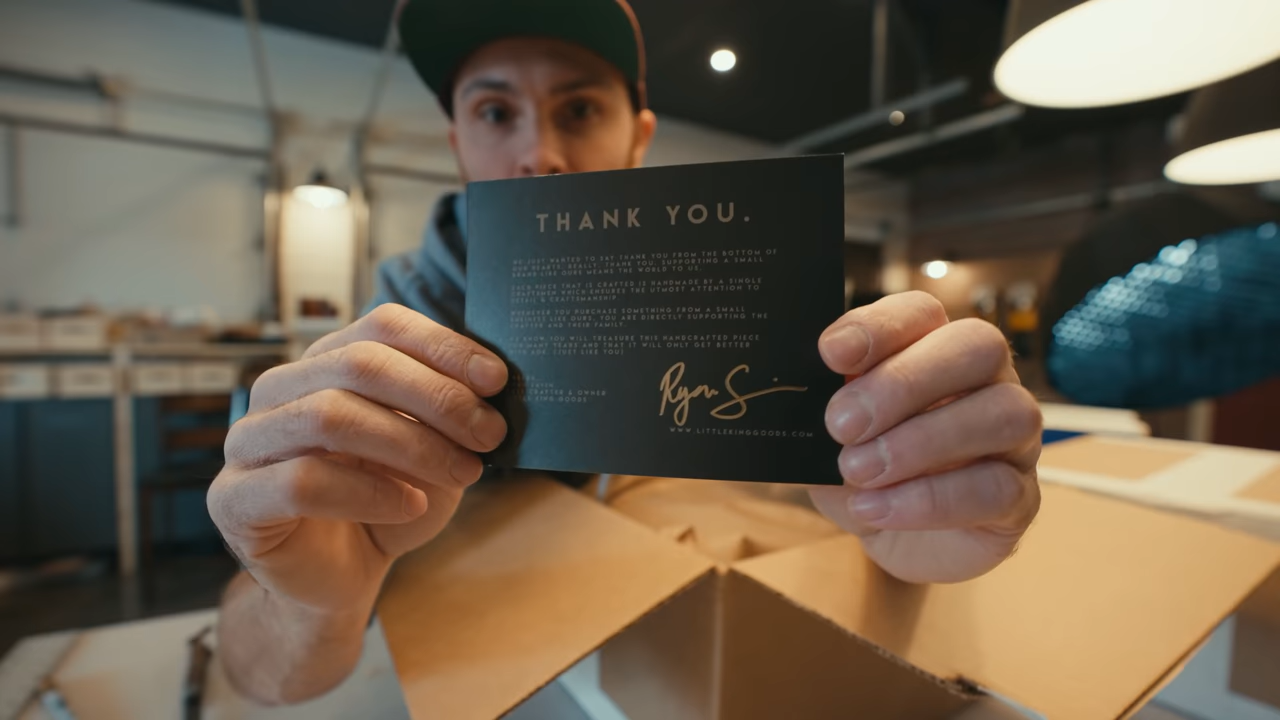 THANK YOU.
WE JUST WANTED TO SAY THANK YOU FROM THE BOTTOM OF
OUR HEARTS. REALLY. THANK YOU. SUPPORTING A SMALL
BRAND LIKE OURS MEANS THE WORLD TO US.
EACH PIECE THAT IS CRAFTED IS HANDMADE BY A SINGLE
CRAFTSMEN WHICH ENSURES THE UTMOST ATTENTION TO
DETAIL & CRAFTSMANSHIP.
WHENEVER YOU PURCHASE SOMETHING FROM A SMALL
BUSINESS LIKE OURS, YOU ARE DIRECTLY SUPPORTING THE
CRAFTER AND THEIR FAMILY.
KNOW YOU WILL TREASURE THIS HANDCRAFTED PIECE
MANY YEARS AND THAT IT WILL ONLY GET BETTER
AGE. (JUST LIKE YOU)
CRAFTER & OWNER
KING-GOODS
Ryan S
WWW.LITTLEKINGGOODS.COM